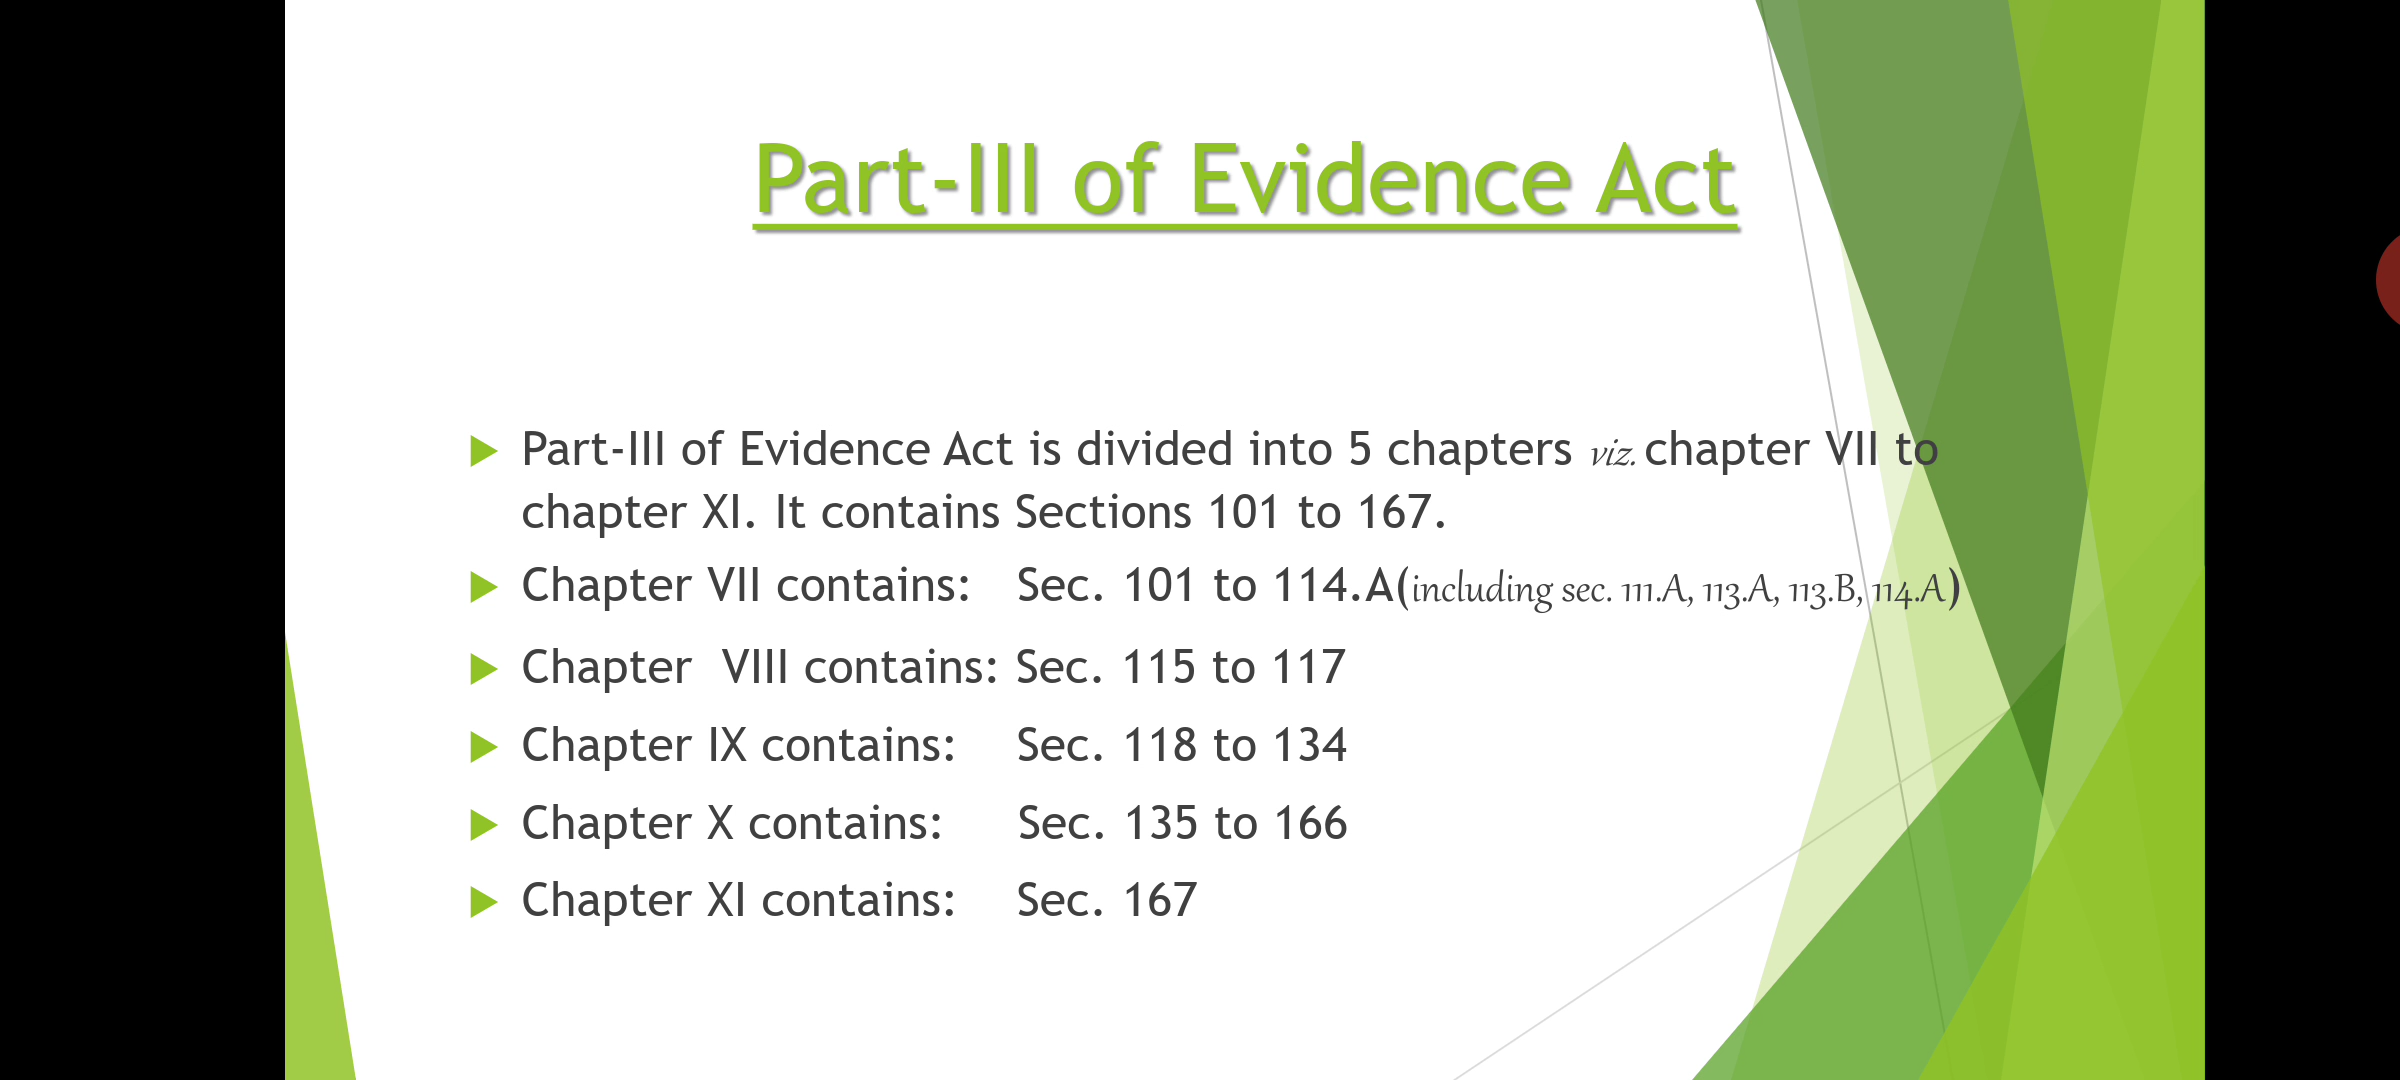 Part-III of Evidence Act
Part-III of Evidence Act is divided into 5 chapters viz. chapter VII to
chapter XI. It contains Sections 101 to 167.
Chapter VII contains: Sec. 101 to 114.A(including sec. 111.A, 113.A, 113.B, 114.A)
Chapter VIII contains: Sec. 115 to 117
Chapter IX contains: Sec. 118 to 134
Chapter X contains: Sec. 135 to 166
Chapter XI contains: Sec. 167